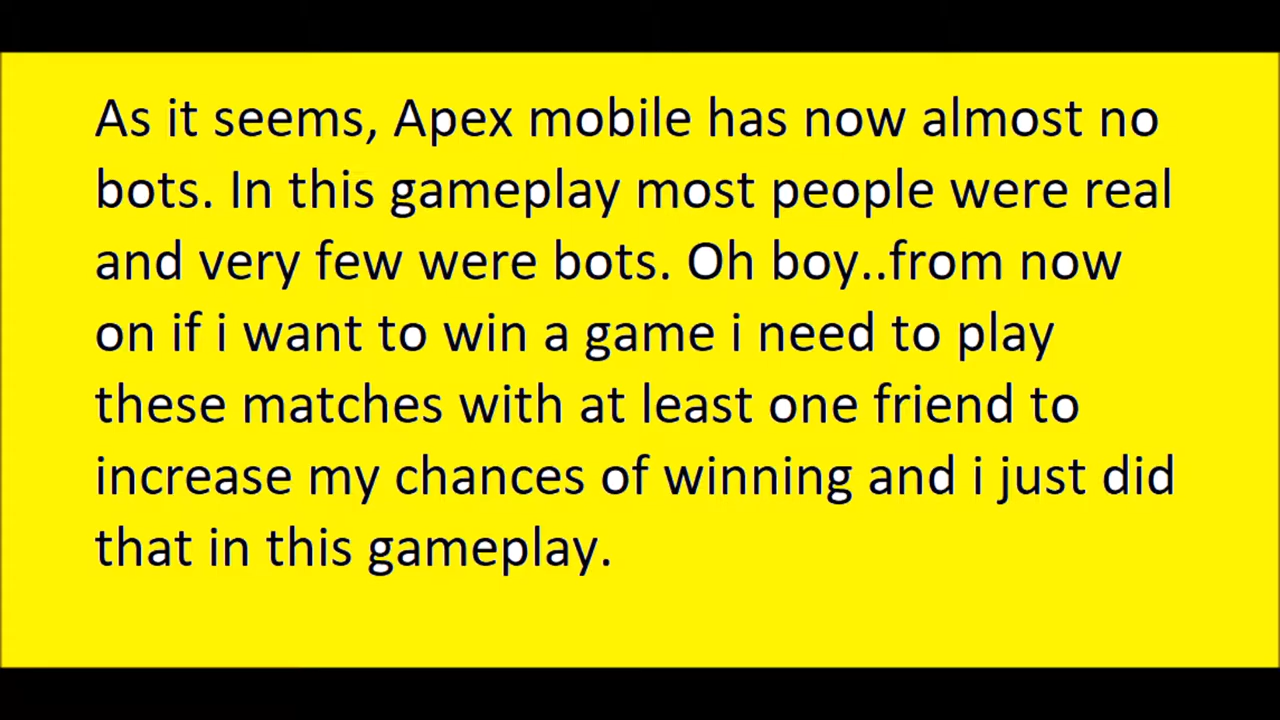 As it seems, Apex mobile has now almost no
bots. In this gameplay most people were real
and very few were bots. Oh boy..from now
on if i want to win a game i need to play
these matches with at least one friend to
increase my chances of winning and i just did
that in this gameplay.